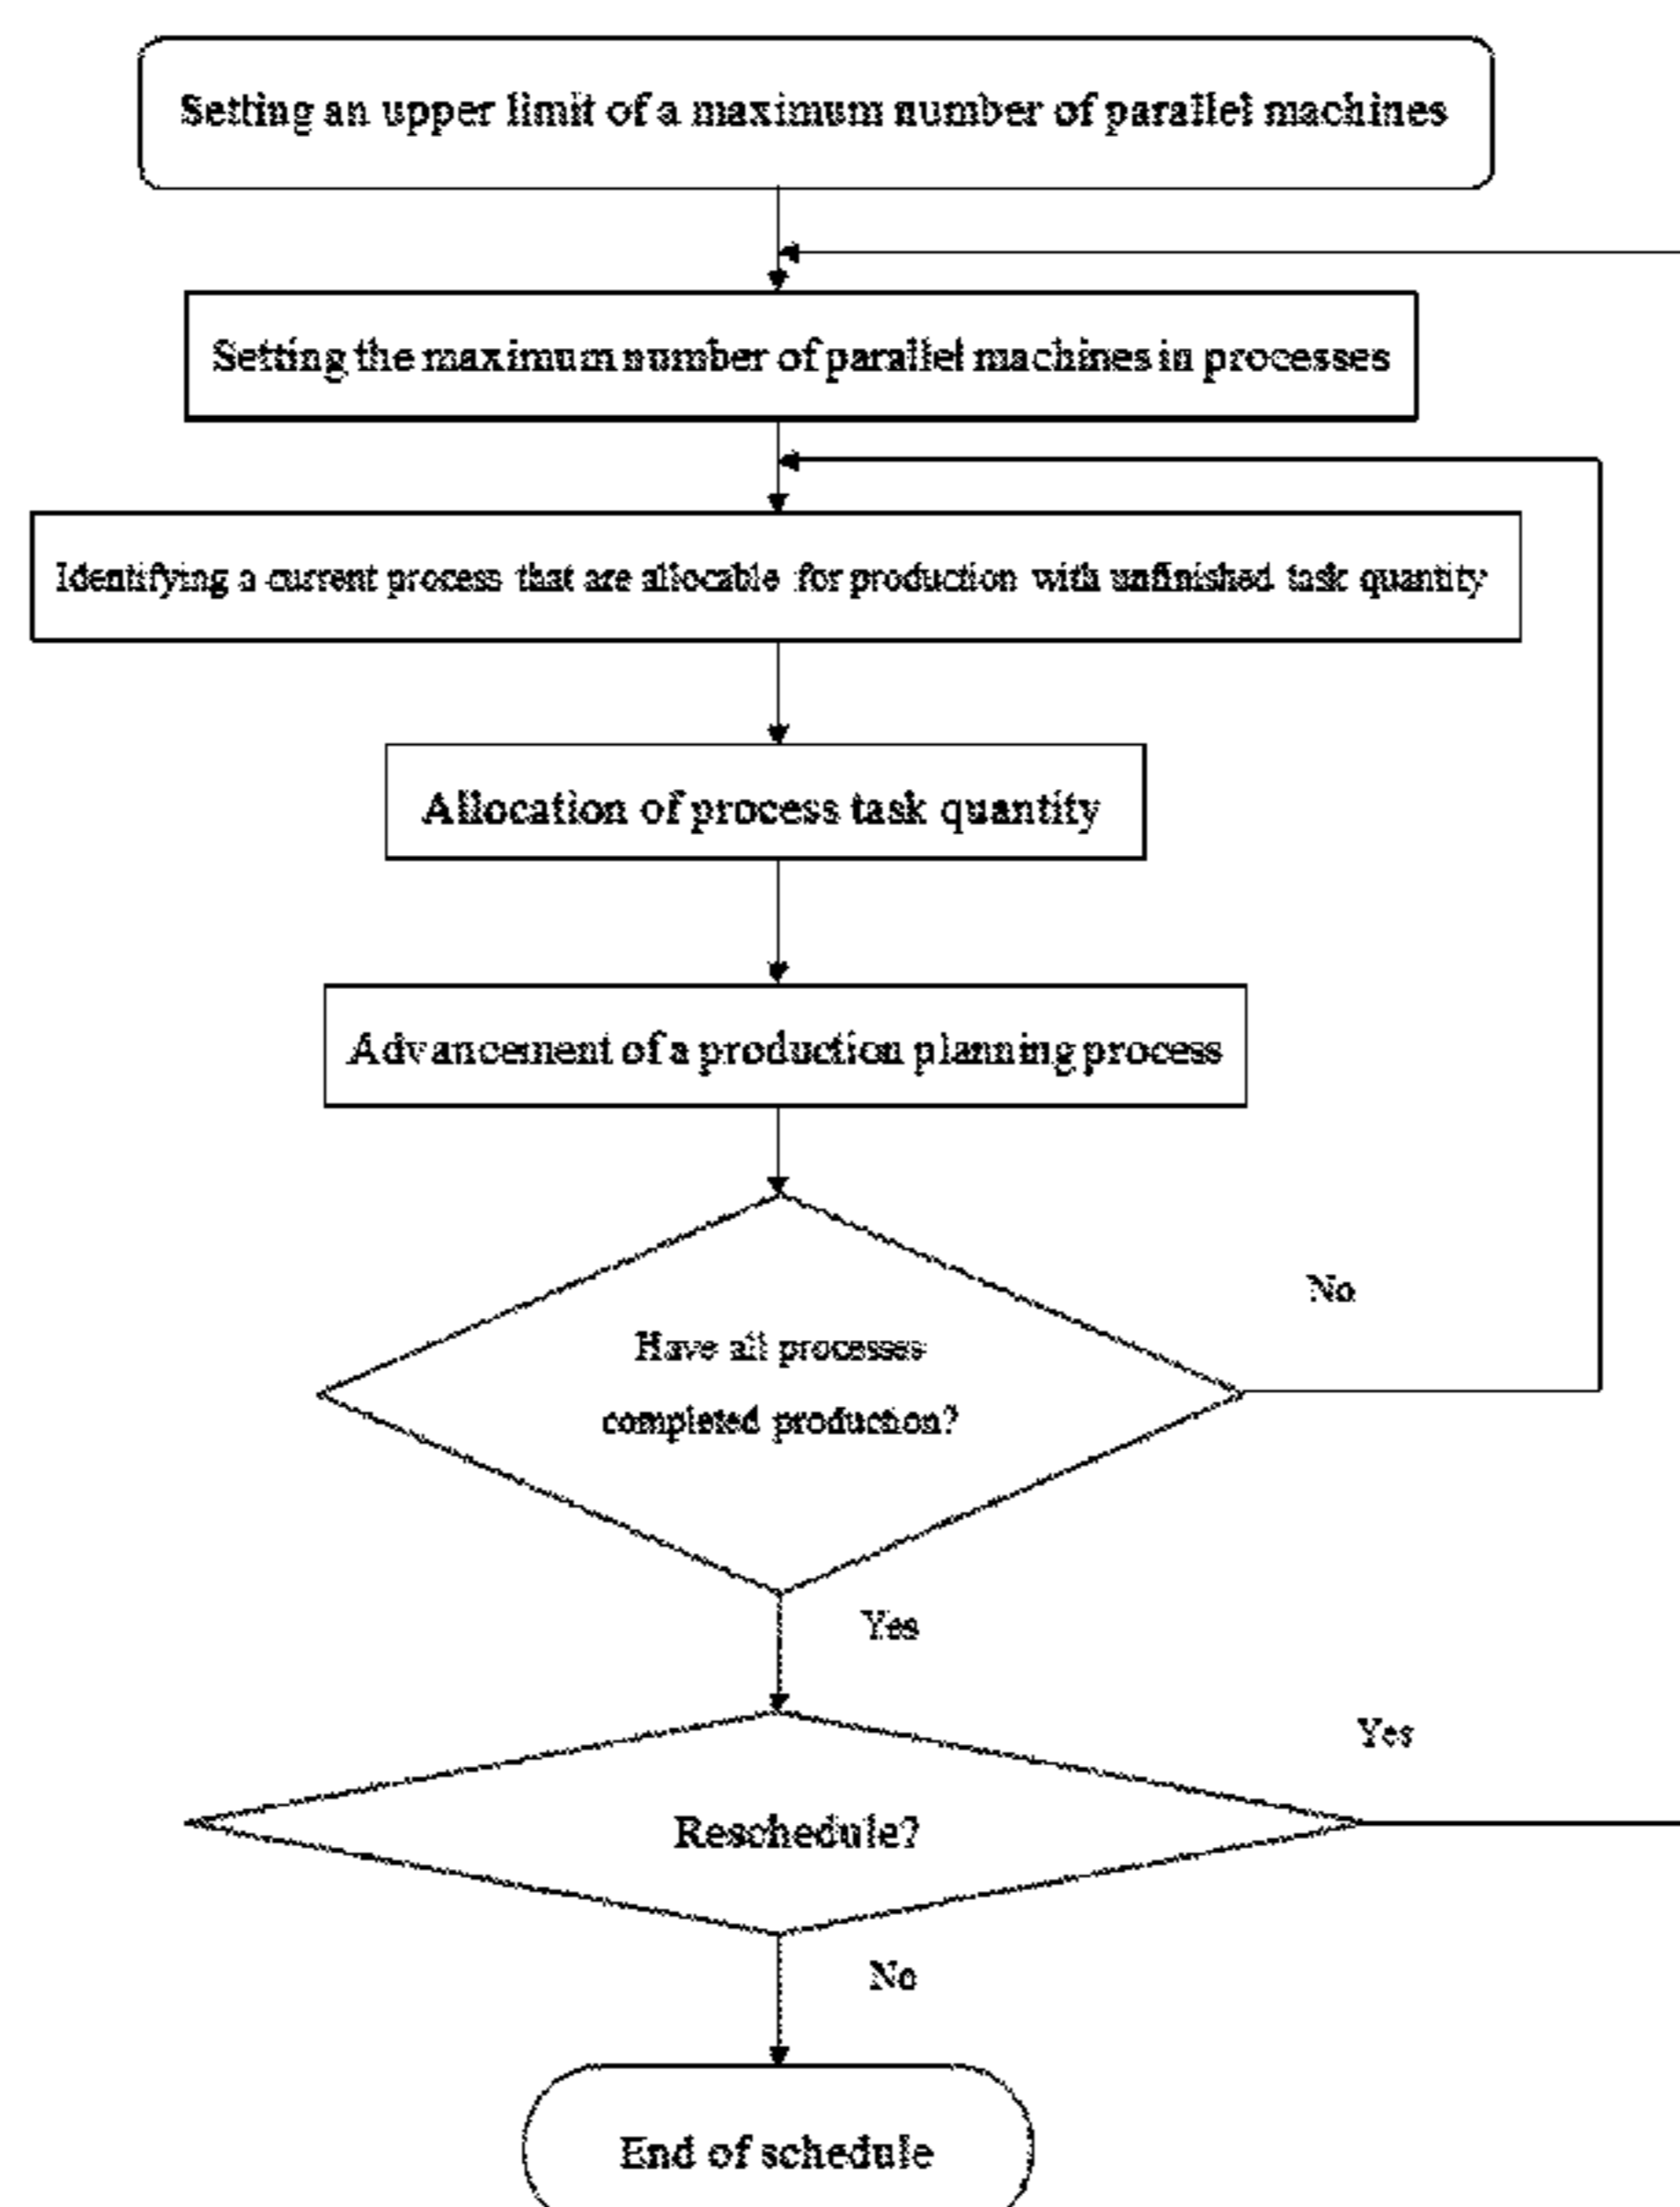 Setting an upper limit of a maximum number of parallel machines
Setting the maximum number of parallel machines in processes
Identifying a current process that are allocable for production with unfinished task quantity
Allocation of process task quantity
Advancement of a production planning process
No
Have all processes
completed production?
Yes
Yes
Reschedule?
No
End of schedule